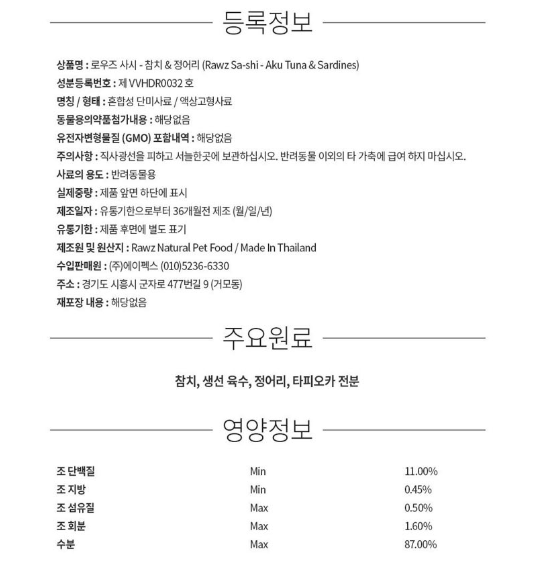 등록정보
상품명 : 로우즈 사시 - 참치 & 정어리 (Rawz Sa-shi - Aku Tuna & Sardines)
성분등록번호 : 제 VVHDR0032 호
명칭 / 형태 : 혼합성 단미사료 / 액상고형사료
동물용의약품첨가내용 : 해당없음
유전자변형물질 (GMO) 포함내역 : 해당없음
주의사항 : 직사광선을 피하고 서늘한곳에 보관하십시오. 반려동물 이외의 타 가축에 급여 하지 마십시오.
사료의 용도 : 반려동물용
실제중량 : 제품 앞면 하단에 표시
제조일자 : 유통기한으로부터 36개월전 제조 (월/일/년)
유통기한 : 제품 후면에 별도 표기
제조원 및 원산지 : Rawz Natural Pet Food / Made In Thailand
수입판매원 : (주)에이펙스 (010)5236-6330
주소 : 경기도 시흥시 군자로 477번길 9 (거모동)
재포장 내용 : 해당없음
주요원료
참치, 생선 육수, 정어리, 타피오카 전분
영양정보
조 단백질 Min 11.00%
조 지방 Min 0.45%
조 섬유질 Max 0.50%
조 회분 Max 1.60%
수분 Max 87.00%